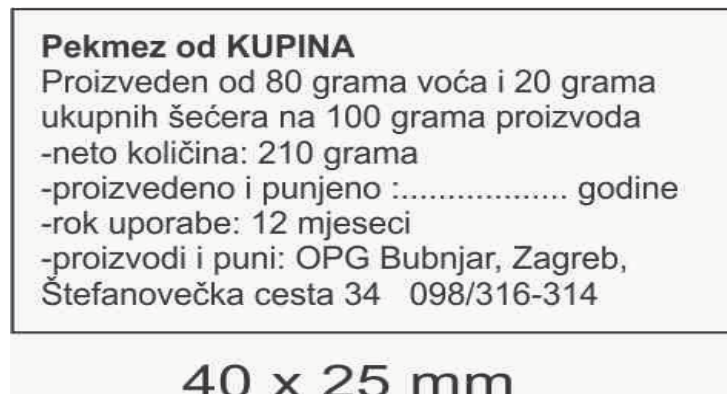 Pekmez od KUPINA
Proizveden od 80 grama voća i 20 grama
ukupnih šećera na 100 grama proizvoda
-neto količina: 210 grama
-proizvedeno i punjeno :.................. godine
-rok uporabe: 12 mjeseci
-proizvodi i puni: OPG Bubnjar, Zagreb,
Štefanovečka cesta 34   098/316-314
40 x 25 mm